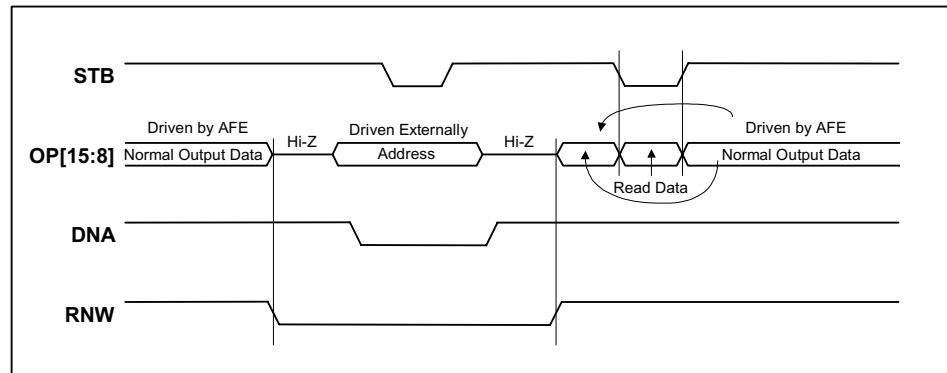 STB
Driven by AFE Driven Externally Driven by AFE
Hi-Z Hi-Z
OP[15:8] Normal Output Data Address Normal Output Data
Read Data
DNA
RNW